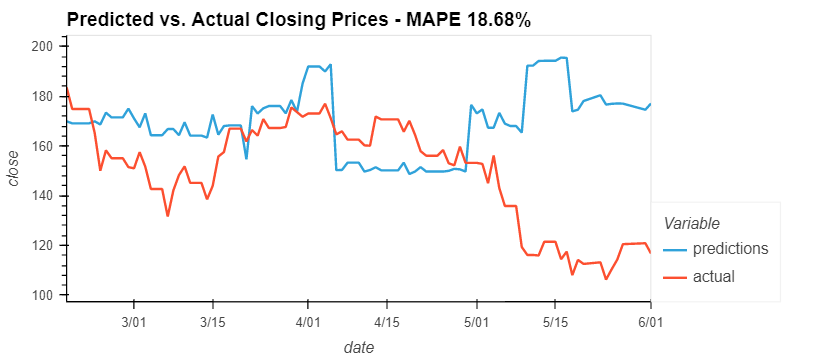 Predicted vs. Actual Closing Prices - MAPE 18.68%
close
200
180
160
140
120
100
3/01 3/15 4/01 4/15 5/01 5/15 6/01
date
Variable
predictions
actual